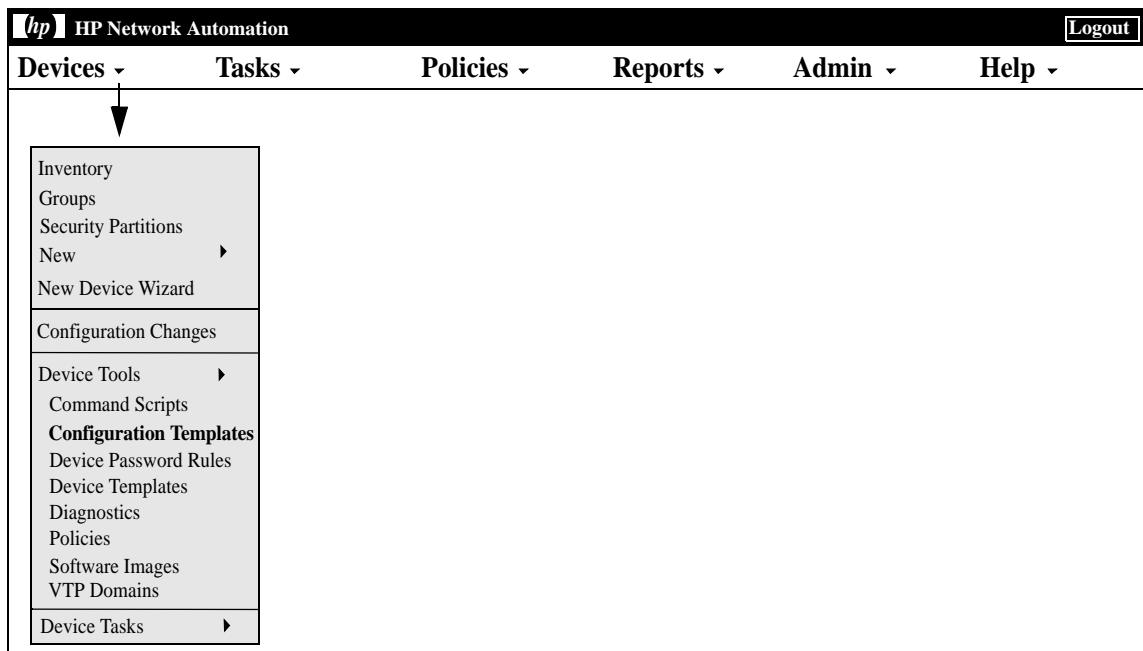 hp HP Network Automation Logout
Devices Tasks Policies Reports Admin Help
Inventory
Groups
Security Partitions
New
New Device Wizard
Configuration Changes
Device Tools
Command Scripts
Configuration Templates
Device Password Rules
Device Templates
Diagnostics
Policies
Software Images
VTP Domains
Device Tasks